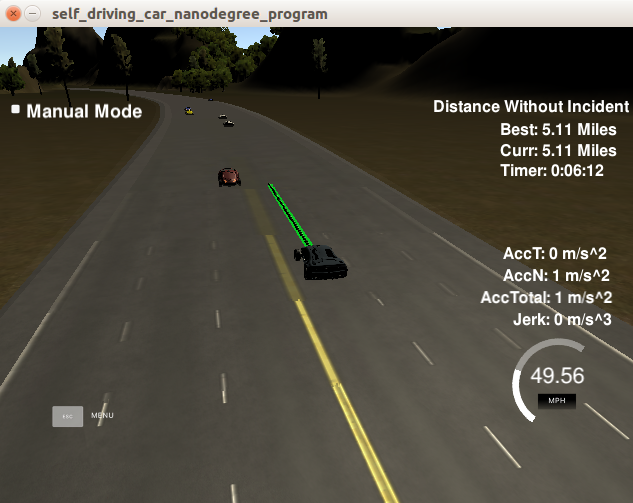 self_driving_car_nanodegree_program
Manual Mode
Distance Without Incident
Best: 5.11 Miles
Curr: 5.11 Miles
Timer: 0:06:12
AccT: 0 m/s^2
AccN: 1 m/s^2
AccTotal: 1 m/s^2
Jerk: 0 m/s^3
49.56
MPH
ESC MENU